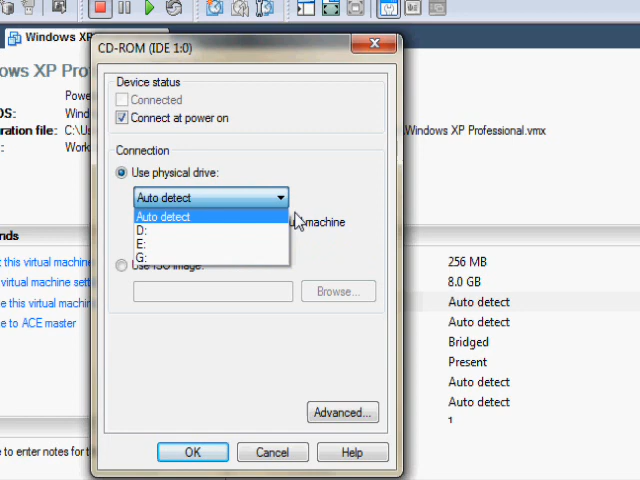 Windows XP
CD-ROM (IDE 1:0)
Device status
Connected
Connect at power on
Connection
Use physical drive:
Auto detect
Auto detect
D:
E:
G:
machine
Use ISO image:
Browse...
Advanced...
OK
Cancel
Help
ows XP Pro
Powe
OS:
Wind
ration file:
C:\Us
Windows XP Professional.vmx
:
Work
nds
t this virtual machine
virtual machine sett
e this virtual machin
e to ACE master
256 MB
8.0 GB
Auto detect
Auto detect
Bridged
Present
Auto detect
Auto detect
1
e to enter notes for t